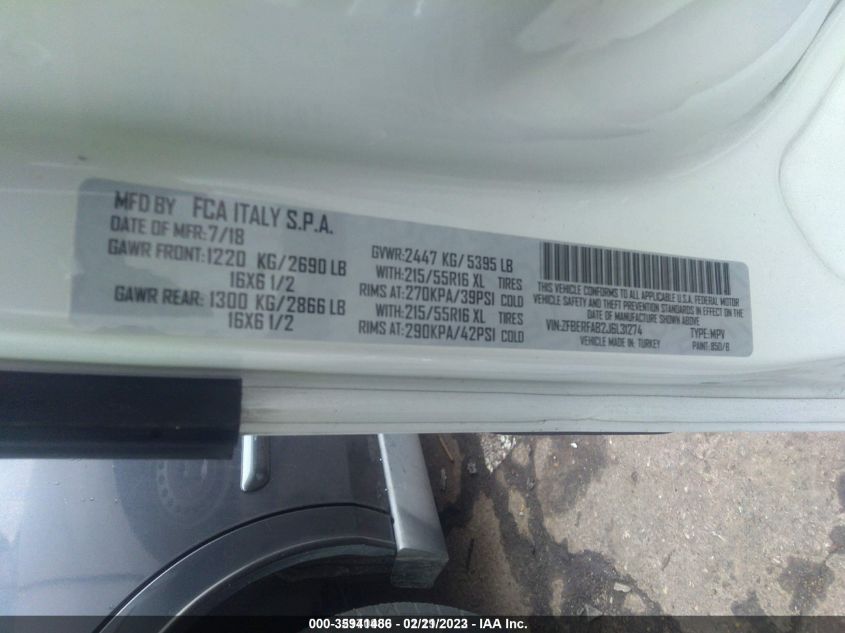 MFD BY FCA ITALY S.P.A.
DATE OF MFR: 7/18
GAWR FRONT: 1220 KG/2690 LB
16X6 1/2
GAWR REAR: 1300 KG/2866 LB
16X6 1/2
GVWR: 2447 KG/5395 LB
WITH: 215/55R16 XL TIRES
RIMS AT: 270KPA/39PSI COLD
WITH: 215/55R16 XL TIRES
RIMS AT: 290KPA/42PSI COLD
THIS VEHICLE CONFORMS TO ALL APPLICABLE U.S.A. FEDERAL MOTOR
VEHICLE SAFETY AND THEFT PREVENTION STANDARDS IN EFFECT ON THE
DATE OF MANUFACTURE SHOWN ABOVE
VIN: ZFBERFAB2J6L31274 TYPE: MPV
VEHICLE MADE IN: TURKEY PAINT: 850/B
02/21/2023 - IAA Inc.